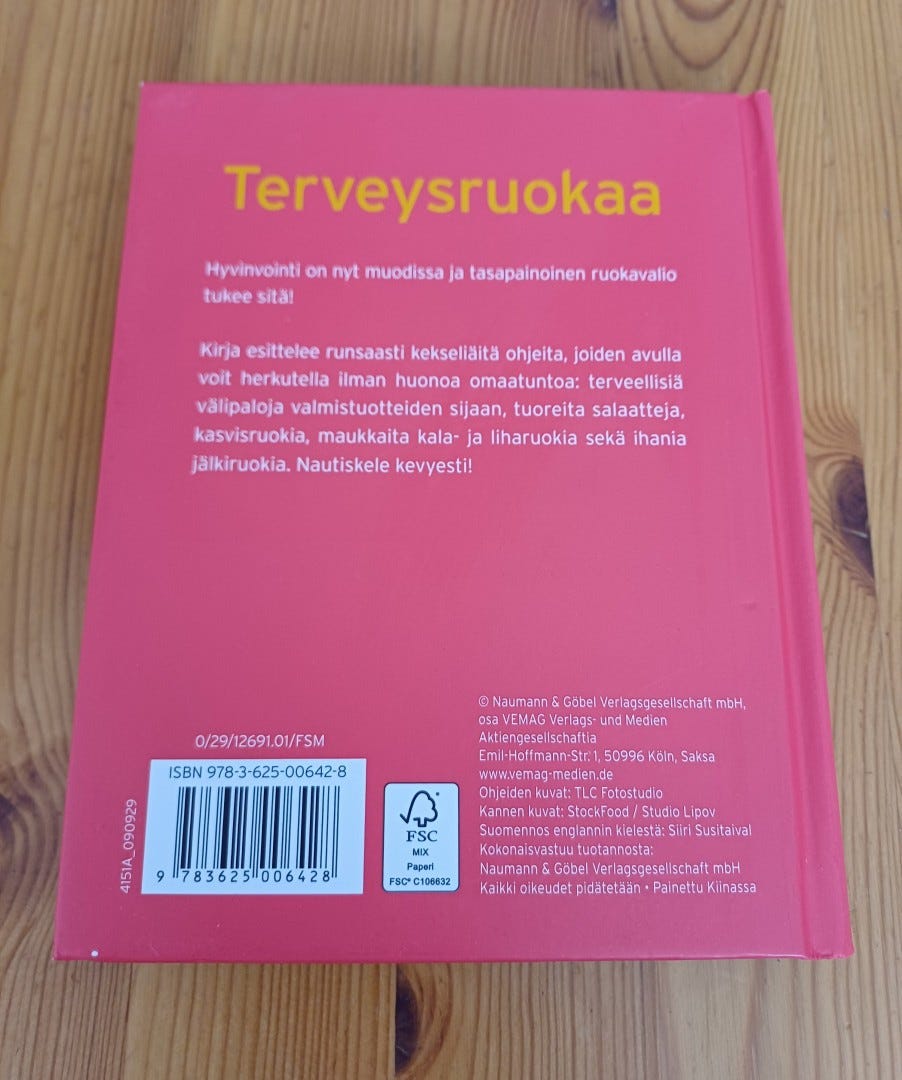 Terveysruokaa
Hyvinvointi on nyt muodissa ja tasapainoinen ruokavalio
tukee sitä!
Kirja esittelee runsaasti kekseliäitä ohjeita, joiden avulla
voit herkutella ilman huonoa omaatuntoa: terveellisiä
välipaloja valmistuotteiden sijaan, tuoreita salaatteja,
kasvisruokia, maukkaita kala- ja liharuokia sekä ihania
jälkiruokia. Nautiskele kevyesti!
© Naumann & Göbel Verlagsgesellschaft mbH,
osa VEMAG Verlags- und Medien
Aktiengesellschaftia
Emil-Hoffmann-Str. 1, 50996 Köln, Saksa
www.vemag-medien.de
Ohjeiden kuvat: TLC Fotostudio
Kannen kuvat: StockFood / Studio Lipov
Suomennos englannin kielestä: Siiri Susitaival
Kokonaisvastuu tuotannosta:
Naumann & Göbel Verlagsgesellschaft mbH
Kaikki oikeudet pidätetään • Painettu Kiinassa
0/29/12691.01/FSM
ISBN 978-3-625-00642-8
9 783625 006428
4151A_090929
FSC
MIX
Paperi
FSC® C106632